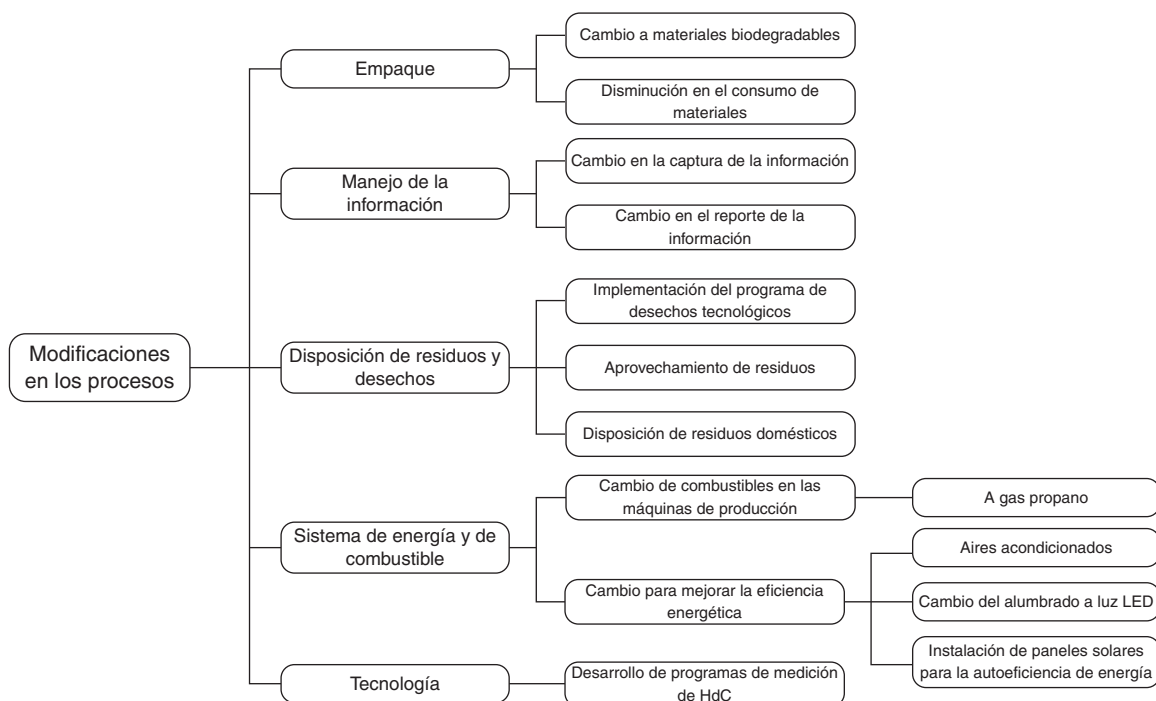 Modificaciones
en los procesos
Empaque
Cambio a materiales biodegradables
Disminución en el consumo de
materiales
Manejo de la
información
Cambio en la captura de la información
Cambio en el reporte de la
información
Disposición de residuos y
desechos
Implementación del programa de
desechos tecnológicos
Aprovechamiento de residuos
Disposición de residuos domésticos
Sistema de energía y de
combustible
Cambio de combustibles en las
máquinas de producción
A gas propano
Cambio para mejorar la eficiencia
energética
Aires acondicionados
Cambio del alumbrado a luz LED
Instalación de paneles solares
para la autoeficiencia de energía
Tecnología
Desarrollo de programas de medición
de HdC